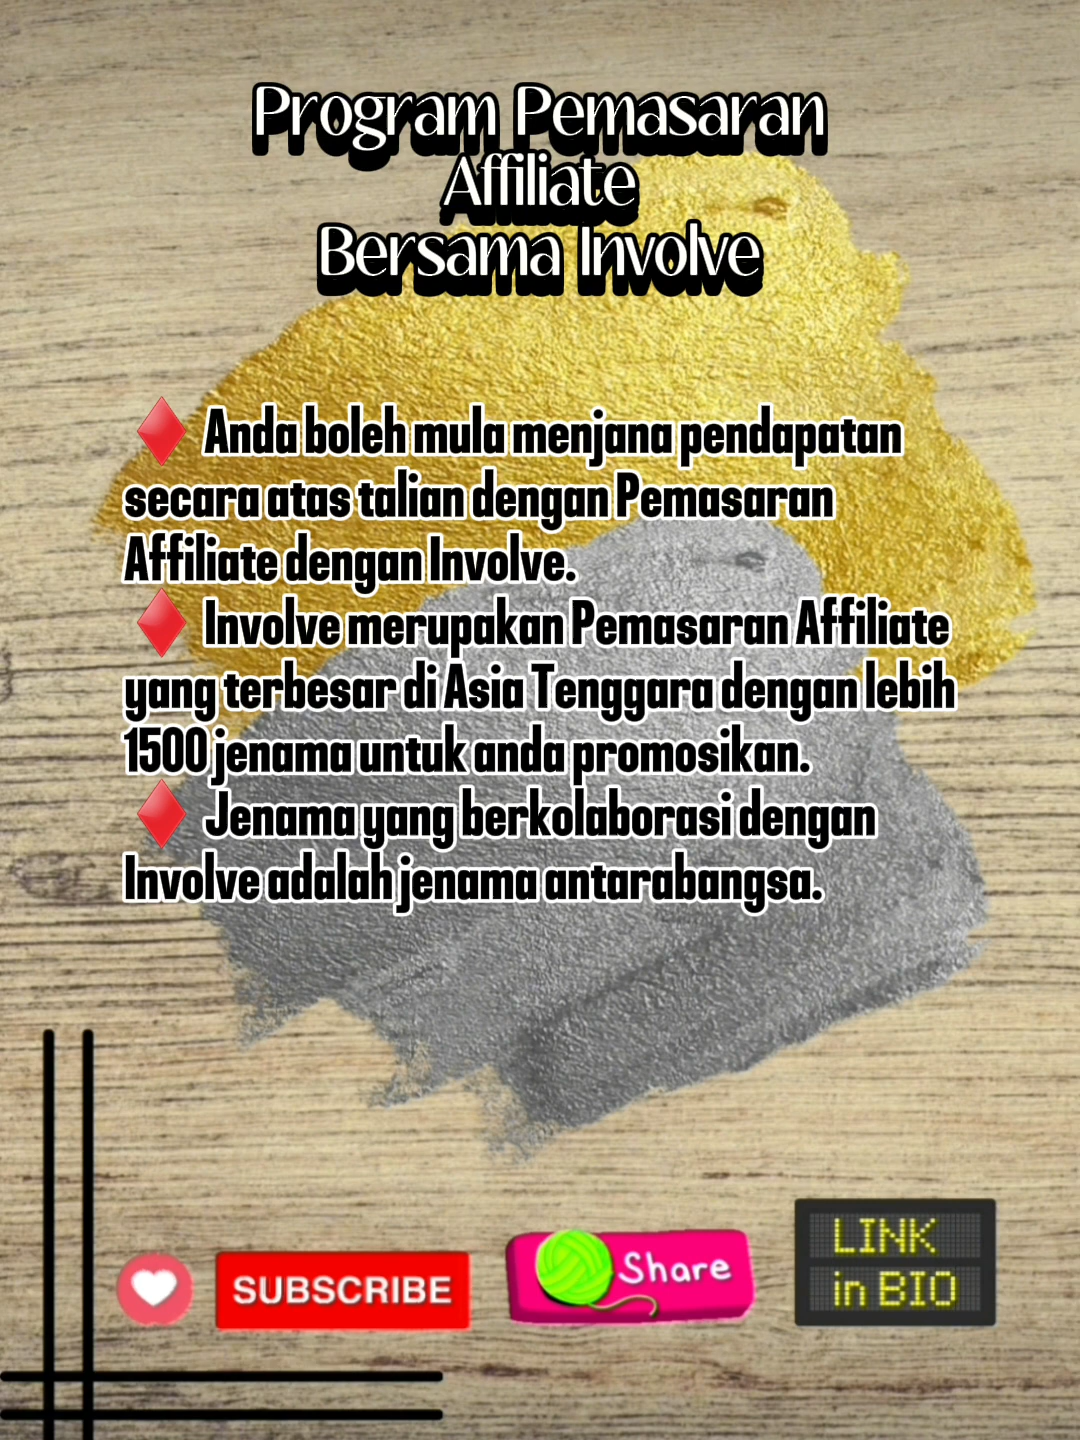 Program Pemasaran
Affiliate
Bersama Involve
♦️ Anda boleh mula menjana pendapatan
secara atas talian dengan Pemasaran
Affiliate dengan Involve.
♦️ Involve merupakan Pemasaran Affiliate
yang terbesar di Asia Tenggara dengan lebih
1500 jenama untuk anda promosikan.
♦️ Jenama yang berkolaborasi dengan
Involve adalah jenama antarabangsa.
SUBSCRIBE
Share
LINK
in BIO